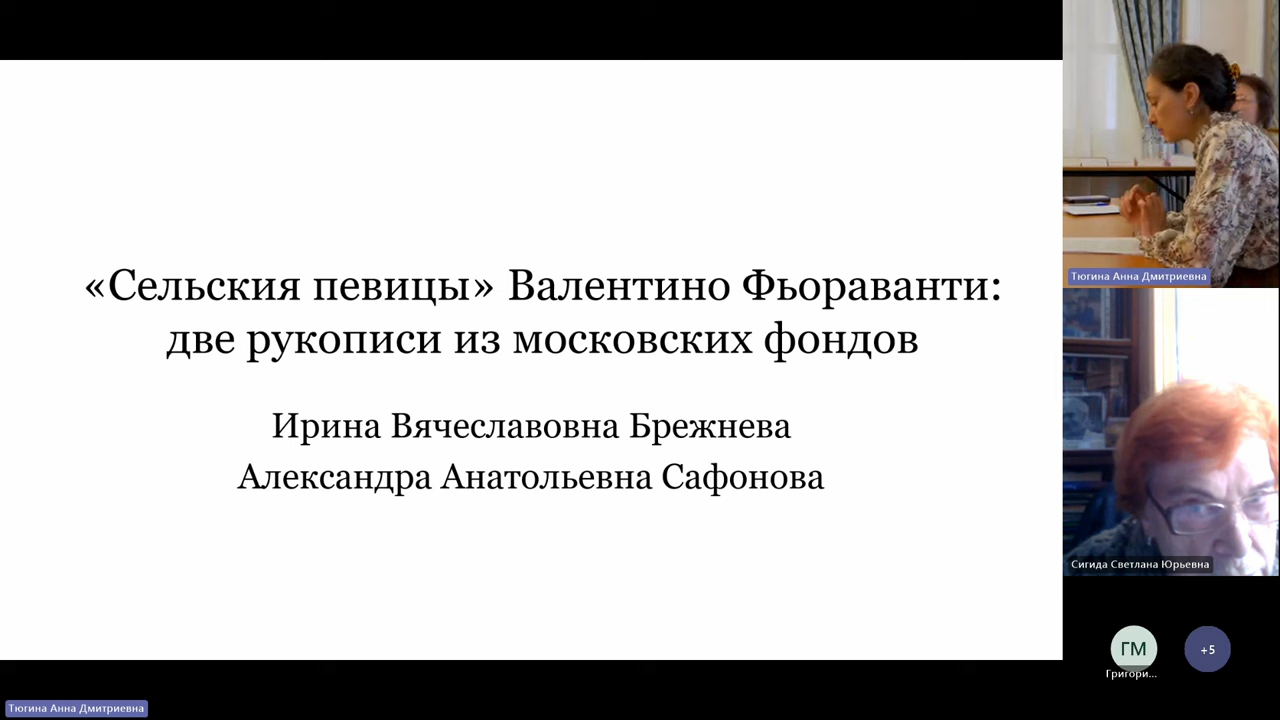 «Сельския певицы» Валентино Фьораванти:
две рукописи из московских фондов
Ирина Вячеславовна Брежнева
Александра Анатольевна Сафонова
Тюгина Анна Дмитриевна
Сигида Светлана Юрьевна
ГМ
+5
Григори...
Тюгина Анна Дмитриевна